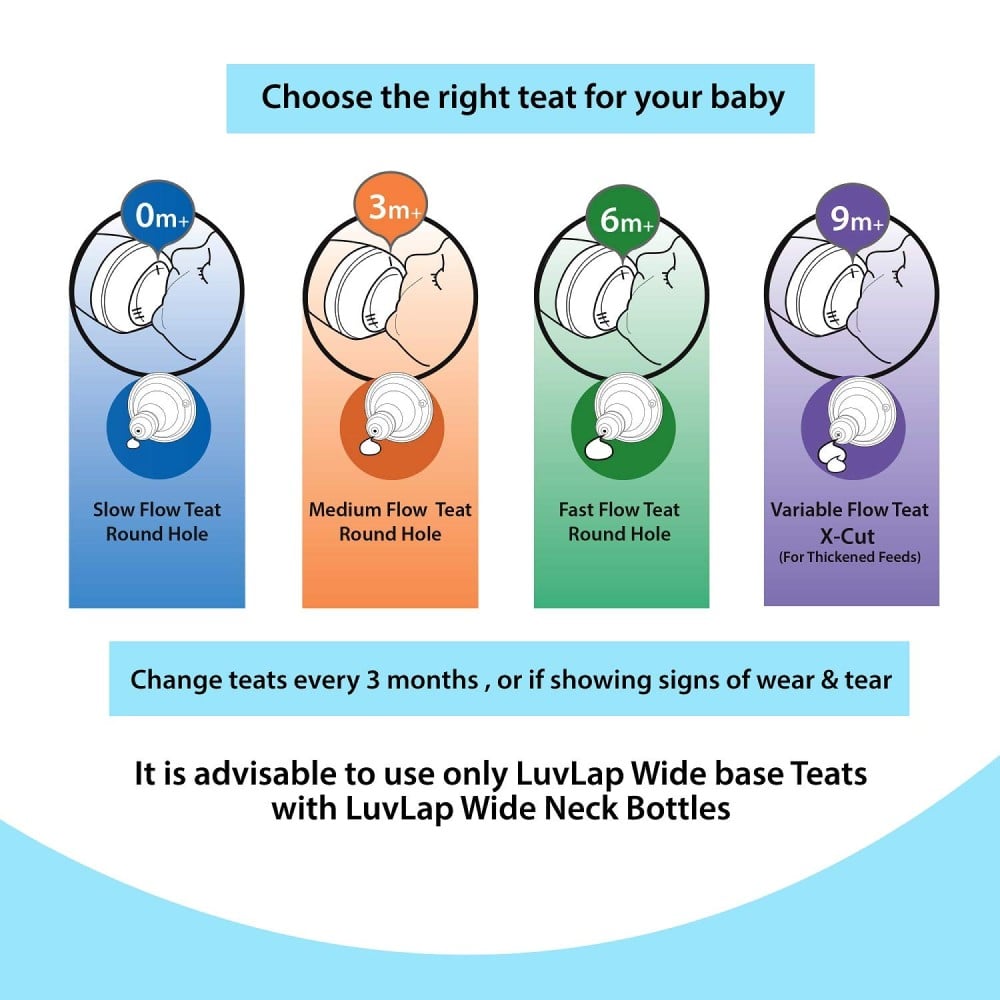 Choose the right teat for your baby
0m+
3m+
6m+
9m+
Slow Flow Teat
Round Hole
Medium Flow Teat
Round Hole
Fast Flow Teat
Round Hole
Variable Flow Teat
X-Cut
(For Thickened Feeds)
Change teats every 3 months , or if showing signs of wear & tear
It is advisable to use only LuvLap Wide base Teats
with LuvLap Wide Neck Bottles